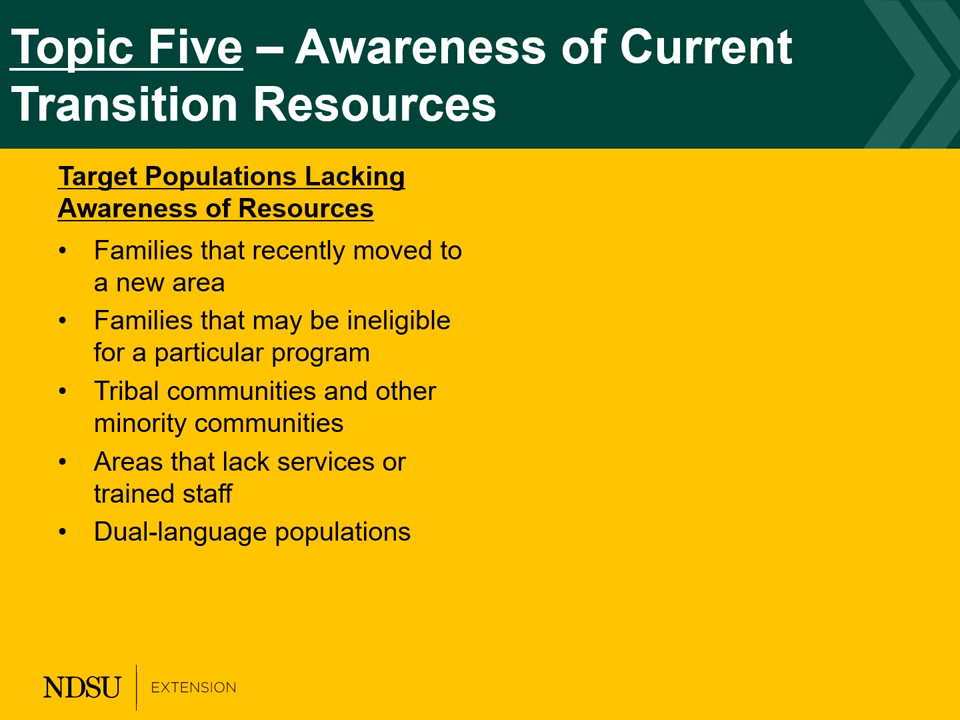 Topic Five – Awareness of Current
Transition Resources
Target Populations Lacking
Awareness of Resources
• Families that recently moved to
a new area
• Families that may be ineligible
for a particular program
• Tribal communities and other
minority communities
• Areas that lack services or
trained staff
• Dual-language populations
NDSU EXTENSION